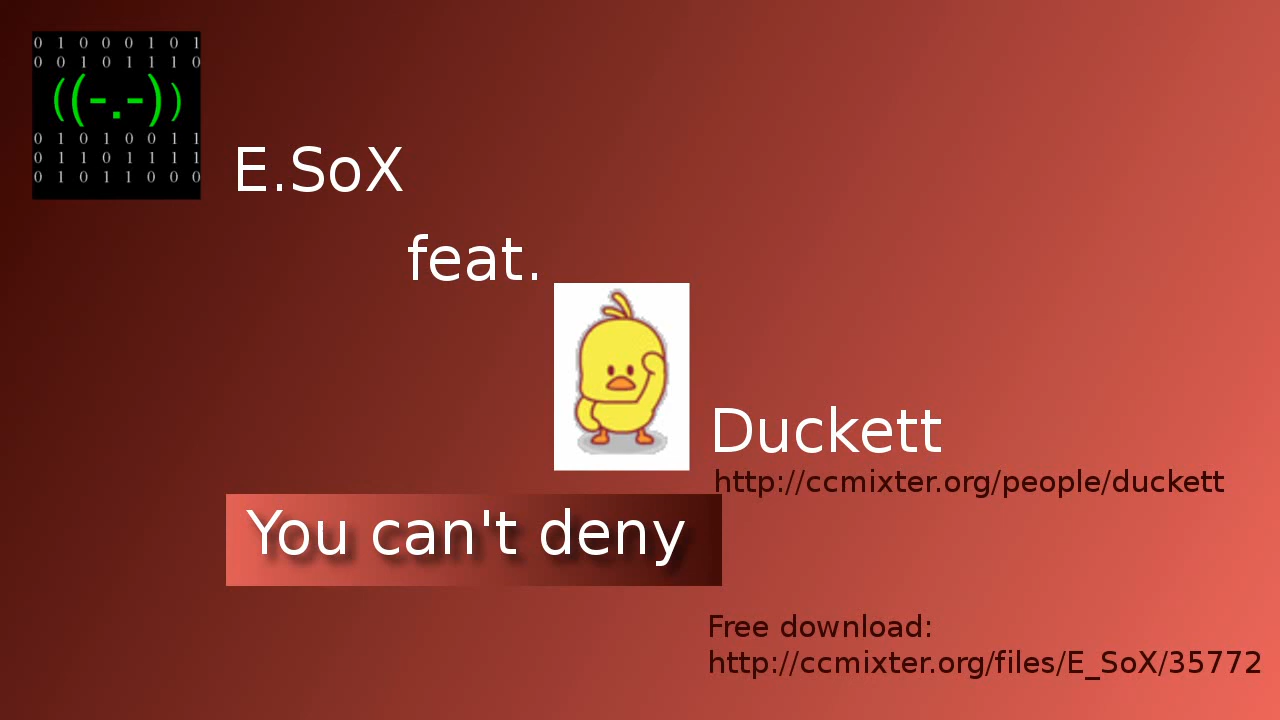 0 1 0 0 0 1 0 1
0 0 1 0 1 1 1 0
((-.-))
0 1 0 1 0 0 1 1
0 1 1 0 1 1 1 1
0 1 0 1 1 0 0 0
E.SoX
feat.
Duckett
http://ccmixter.org/people/duckett
You can't deny
Free download:
http://ccmixter.org/files/E_SoX/35772